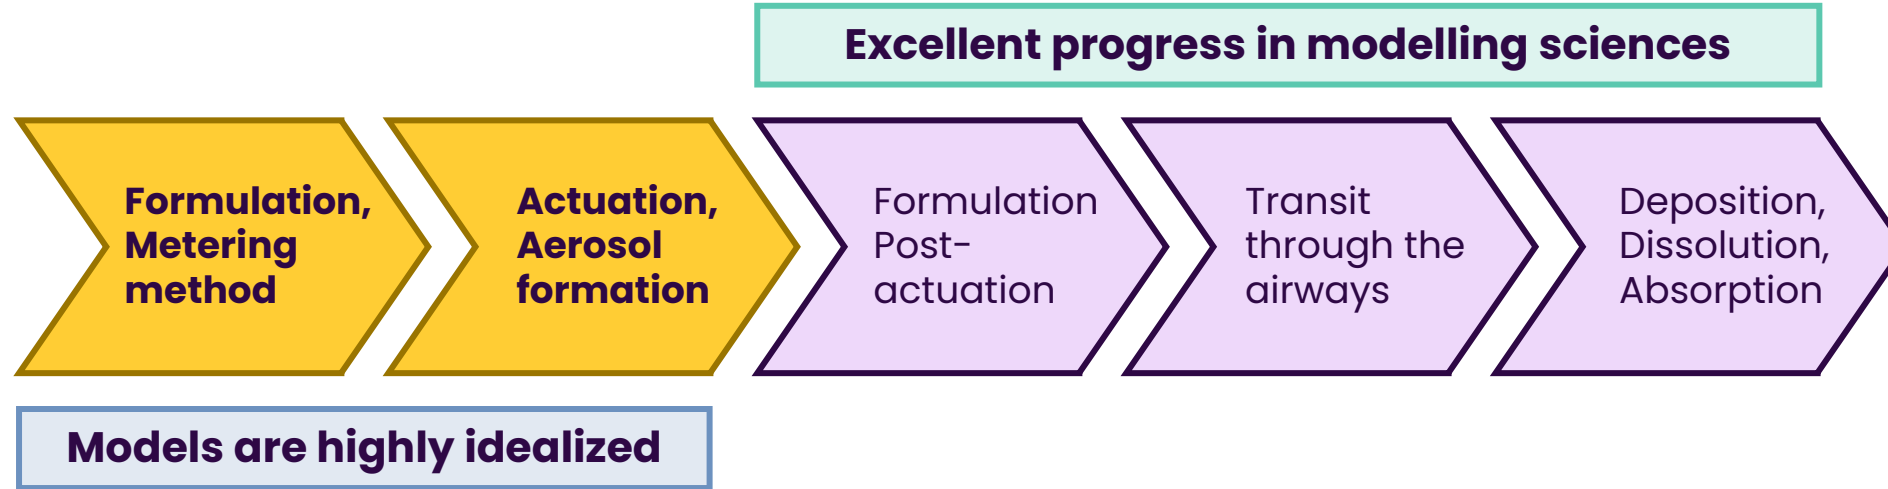 Excellent progress in modelling sciences
Formulation,
Metering
method
Actuation,
Aerosol
formation
Formulation
Post-
actuation
Transit
through the
airways
Deposition,
Dissolution,
Absorption
Models are highly idealized